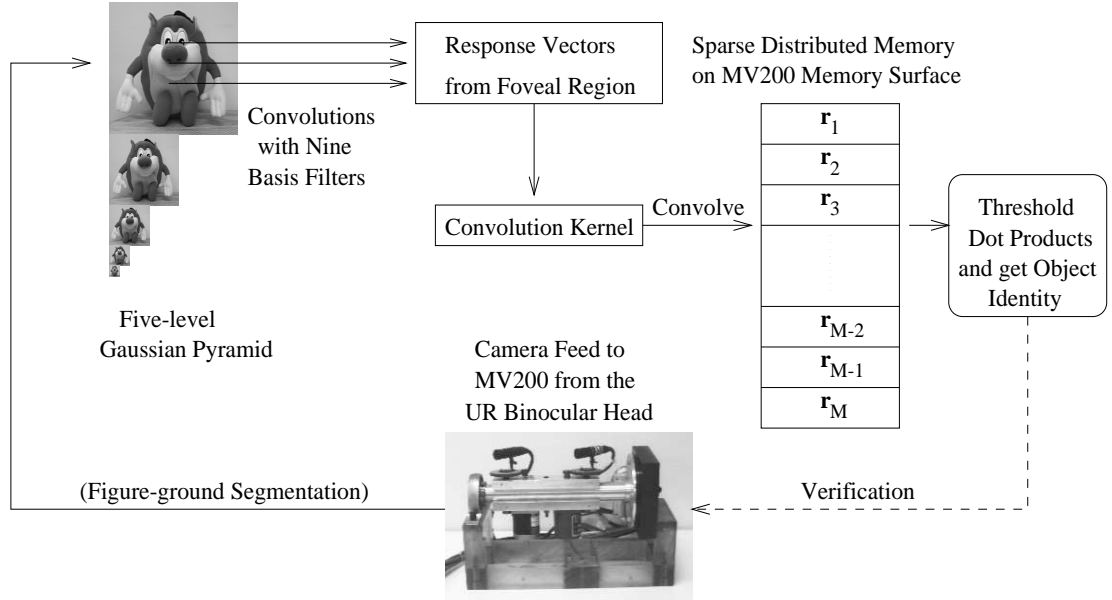 Response Vectors
from Foveal Region
Sparse Distributed Memory
on MV200 Memory Surface
Convolutions
with Nine
Basis Filters
r1
r2
r3
Convolution Kernel
Convolve
Threshold
Dot Products
and get Object
Identity
Five-level
Gaussian Pyramid
rM-2
rM-1
rM
Camera Feed to
MV200 from the
UR Binocular Head
(Figure-ground Segmentation)
Verification